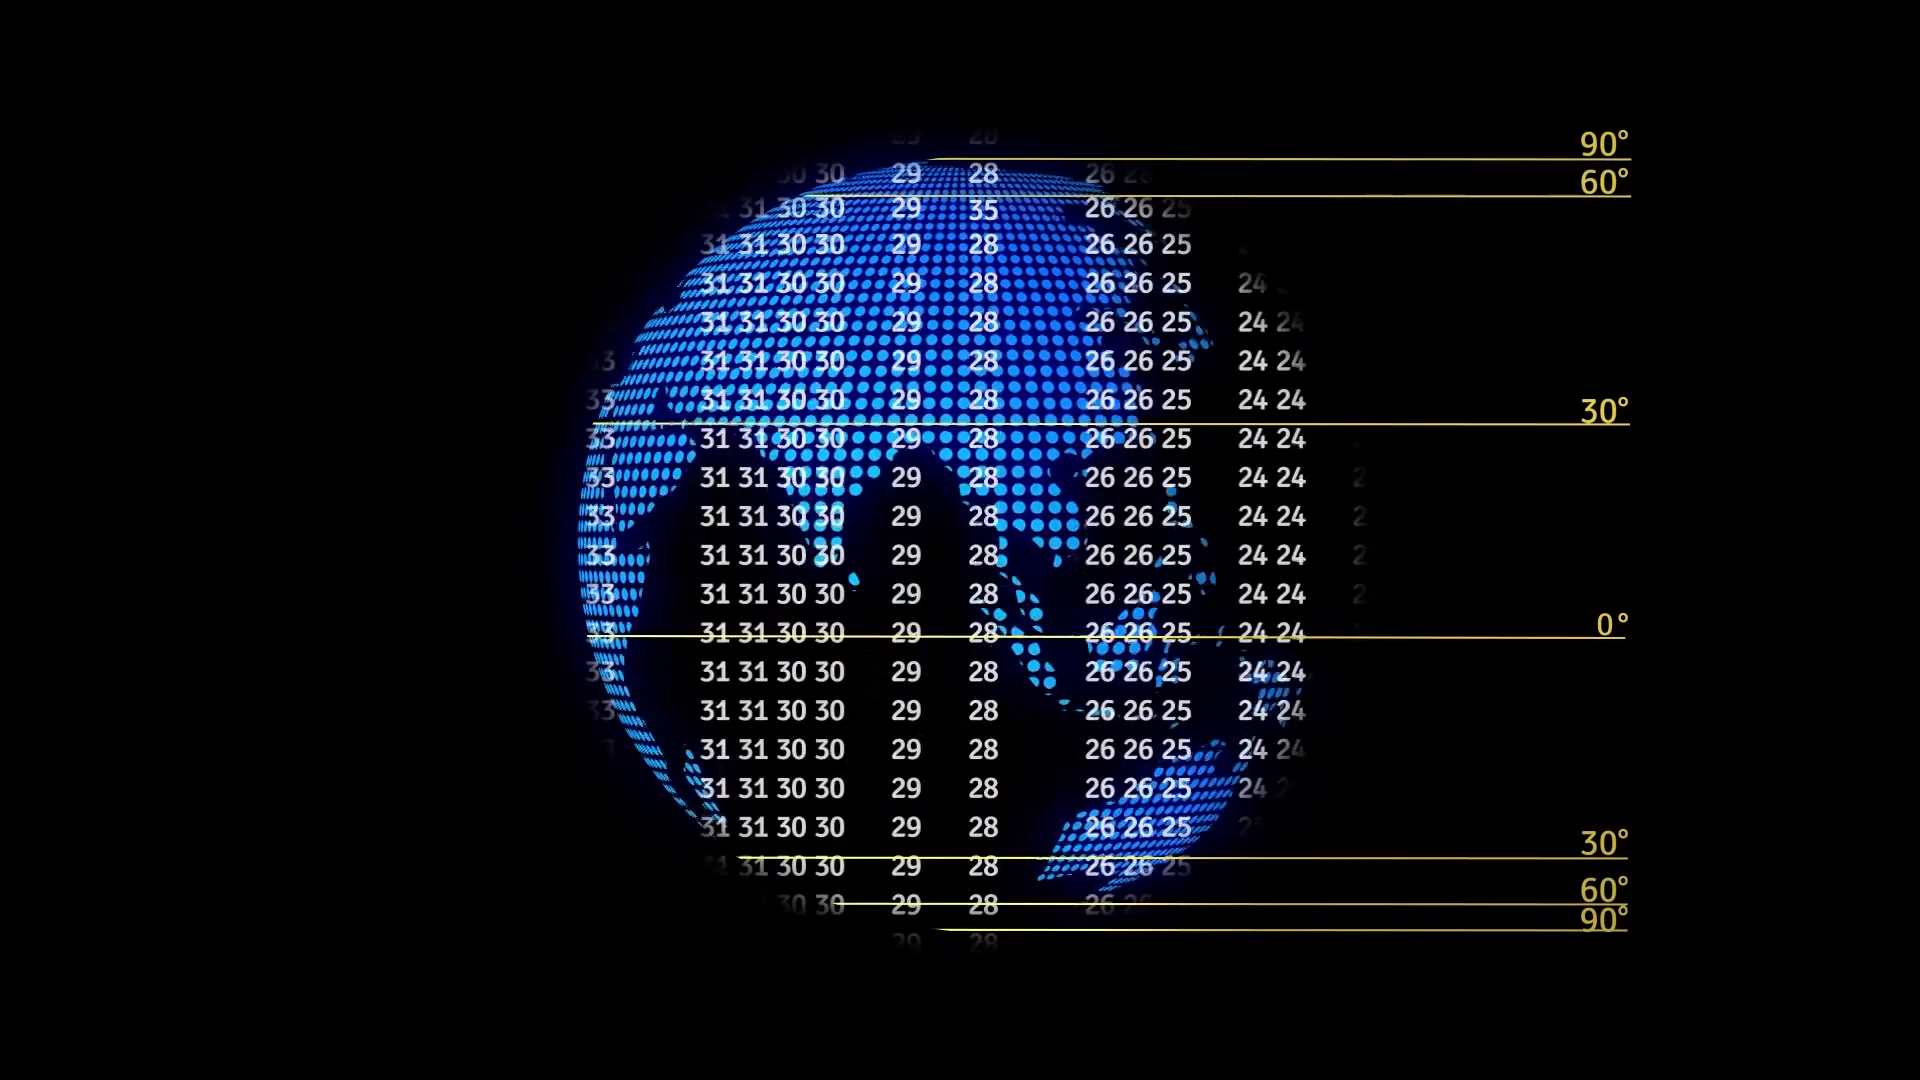 29 28
90°
30 30 29 28 26 26
60°
31 30 30 29 35 26 26 25
31 31 30 30 29 28 26 26 25
31 31 30 30 29 28 26 26 25 24
31 31 30 30 29 28 26 26 25 24 24
33 31 31 30 30 29 28 26 26 25 24 24
33 31 31 30 30 29 28 26 26 25 24 24
30°
33 31 31 30 30 29 28 26 26 25 24 24
33 31 31 30 30 29 28 26 26 25 24 24
33 31 31 30 30 29 28 26 26 25 24 24
33 31 31 30 30 29 28 26 26 25 24 24
33 31 31 30 30 29 28 26 26 25 24 24
0°
33 31 31 30 30 29 28 26 26 25 24 24
33 31 31 30 30 29 28 26 26 25 24 24
33 31 31 30 30 29 28 26 26 25 24 24
31 31 30 30 29 28 26 26 25 24 24
31 31 30 30 29 28 26 26 25 24
31 31 30 30 29 28 26 26 25
30°
31 30 30 29 28 26 26 25
60°
30 30 29 28 26
90°
29 28